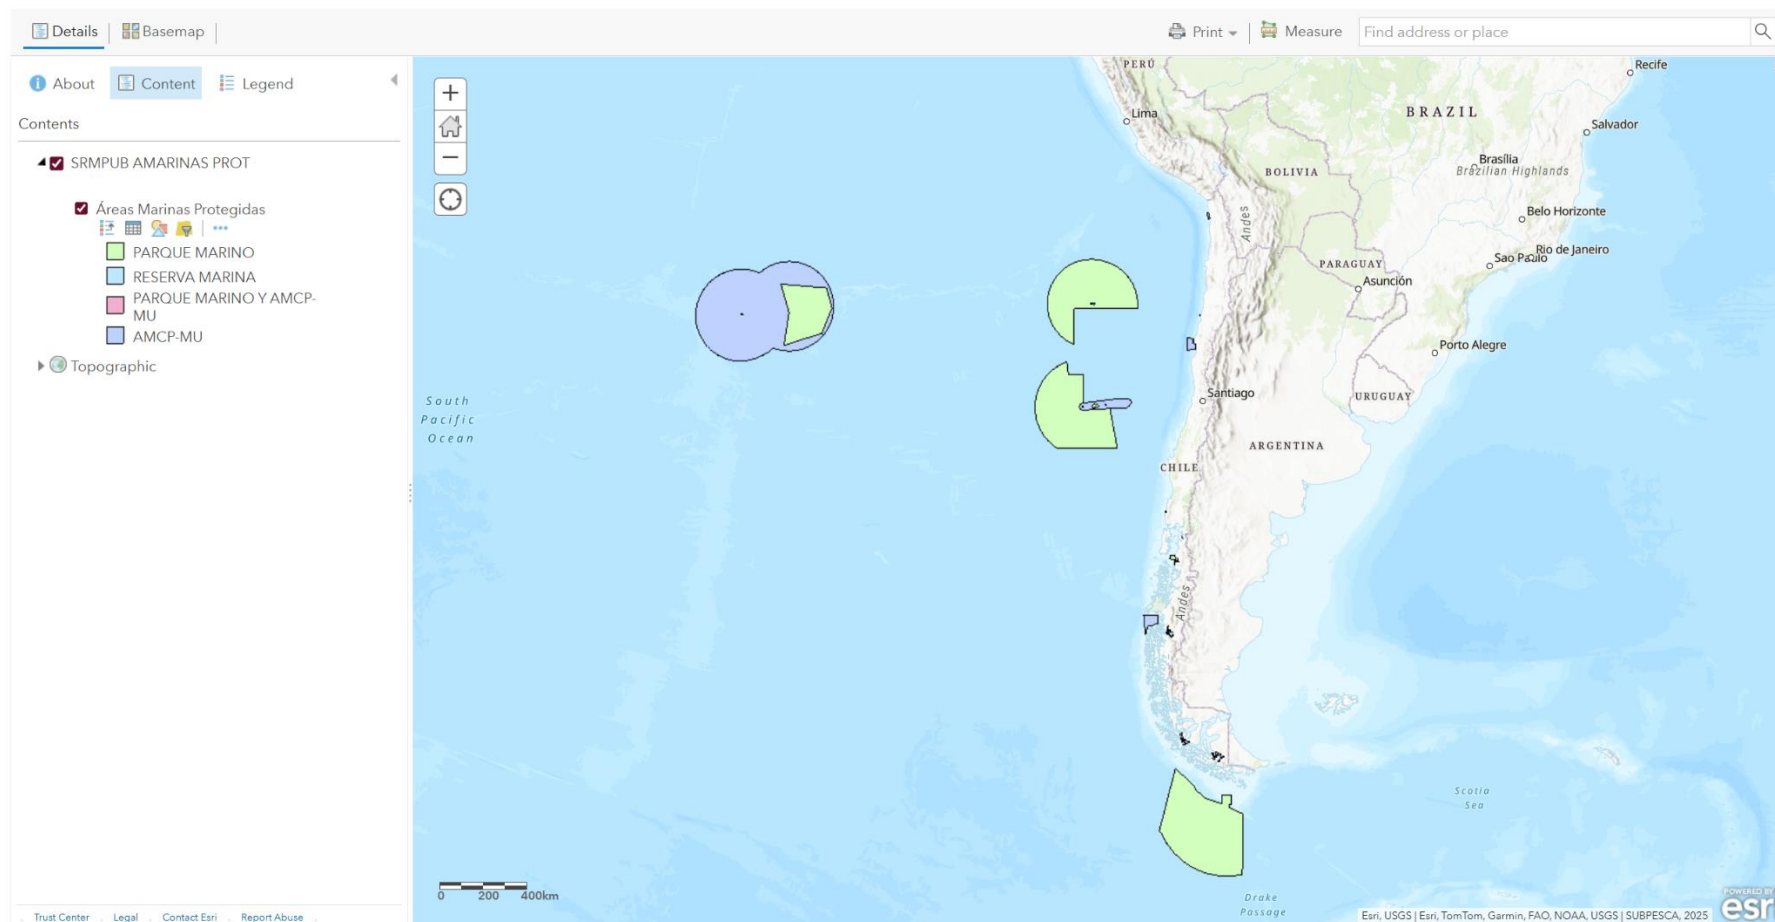 Details
Basemap
Print
Measure
Find address or place
About
Content
Legend
Contents
SRMPUB AMARINAS PROT
Áreas Marinas Protegidas
PARQUE MARINO
RESERVA MARINA
PARQUE MARINO Y AMCP-
MU
AMCP-MU
Topographic
Trust Center
Legal
Contact Esri
Report Abuse
PERÚ
Lima
BRAZIL
Recife
Salvador
Brasília
Brazilian Highlands
BOLIVIA
Andes
Belo Horizonte
Rio de Janeiro
Sao Paulo
PARAGUAY
Asunción
Porto Alegre
Santiago
URUGUAY
South
Pacific
Ocean
ARGENTINA
CHILE
Andes
Scotia
Sea
Drake
Passage
0 200 400km
Esri, USGS | Esri, TomTom, Garmin, FAO, NOAA, USGS | SUBPESCA, 2025
POWERED BY
esri